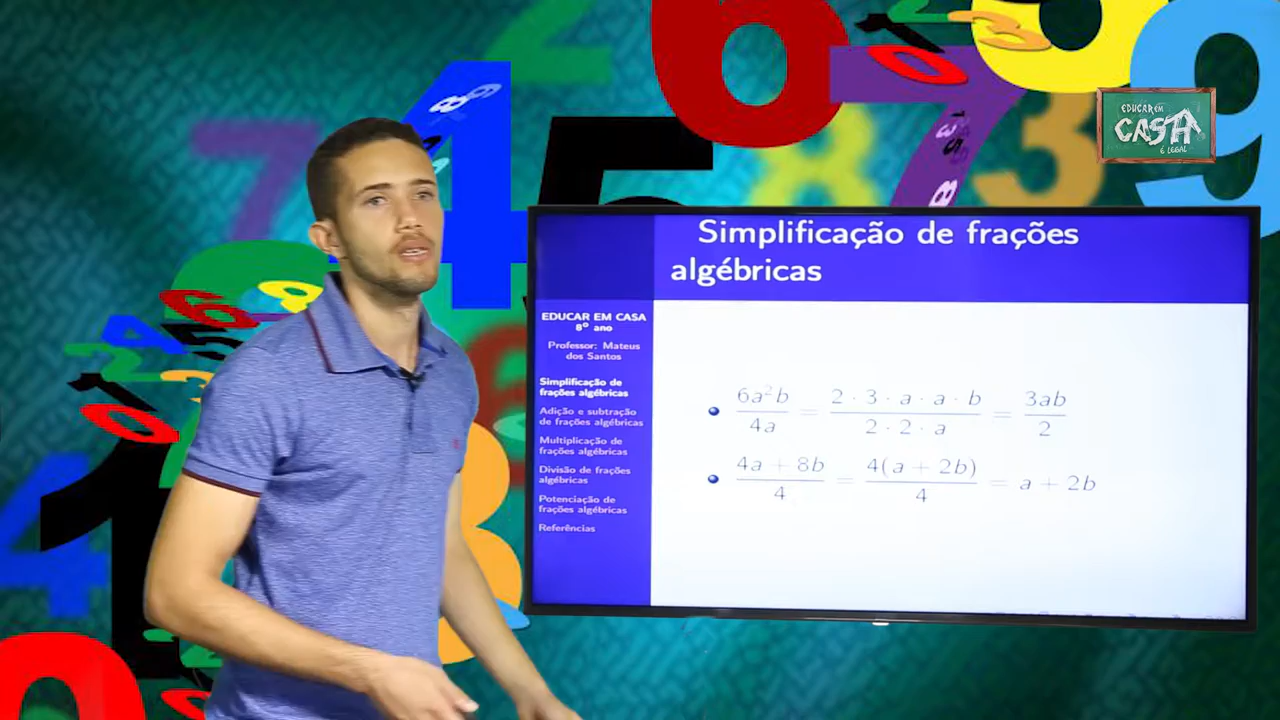 EDUCAR EM
CASA
É LEGAL
Simplificação de frações
algébricas
EDUCAR EM CASA
8º ano
Professor: Mateus
dos Santos
Simplificação de
frações algébricas
Adição e subtração
de frações algébricas
Multiplicação de
frações algébricas
Divisão de frações
algébricas
Potenciação de
frações algébricas
Referências
6a²b/4a = 2 · 3 · a · a · b/2 · 2 · a = 3ab/2
4a + 8b/4 = 4(a + 2b)/4 = a + 2b